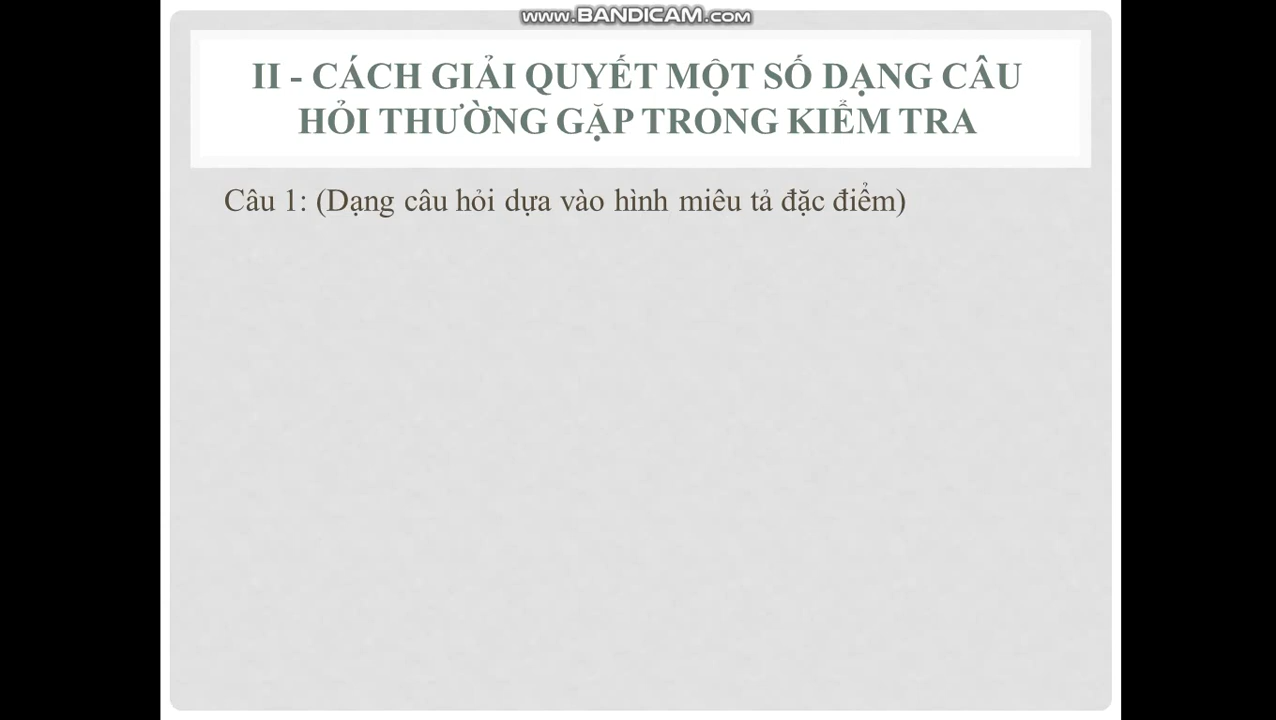 www.BANDICAM.com
II - CÁCH GIẢI QUYẾT MỘT SỐ DẠNG CÂU
HỎI THƯỜNG GẶP TRONG KIỂM TRA
Câu 1: (Dạng câu hỏi dựa vào hình miêu tả đặc điểm)